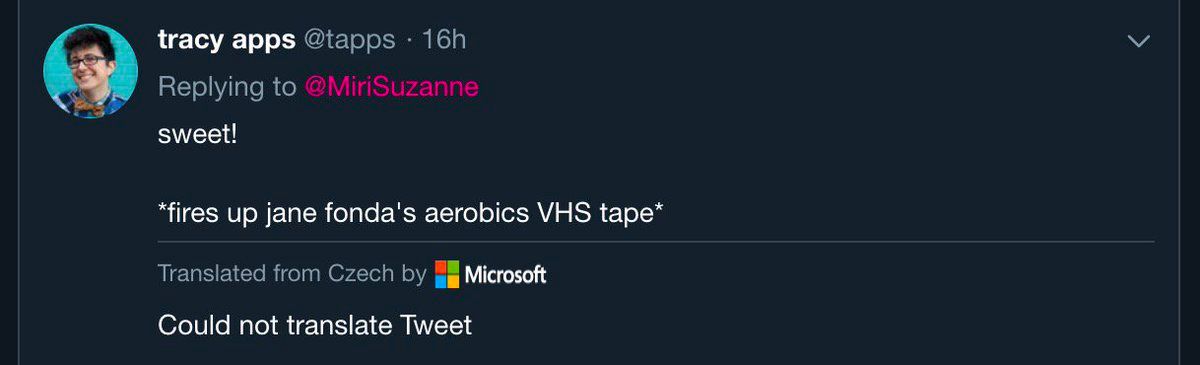 tracy apps @tapps · 16h
Replying to @MiriSuzanne
sweet!
*fires up jane fonda's aerobics VHS tape*
Translated from Czech by Microsoft
Could not translate Tweet